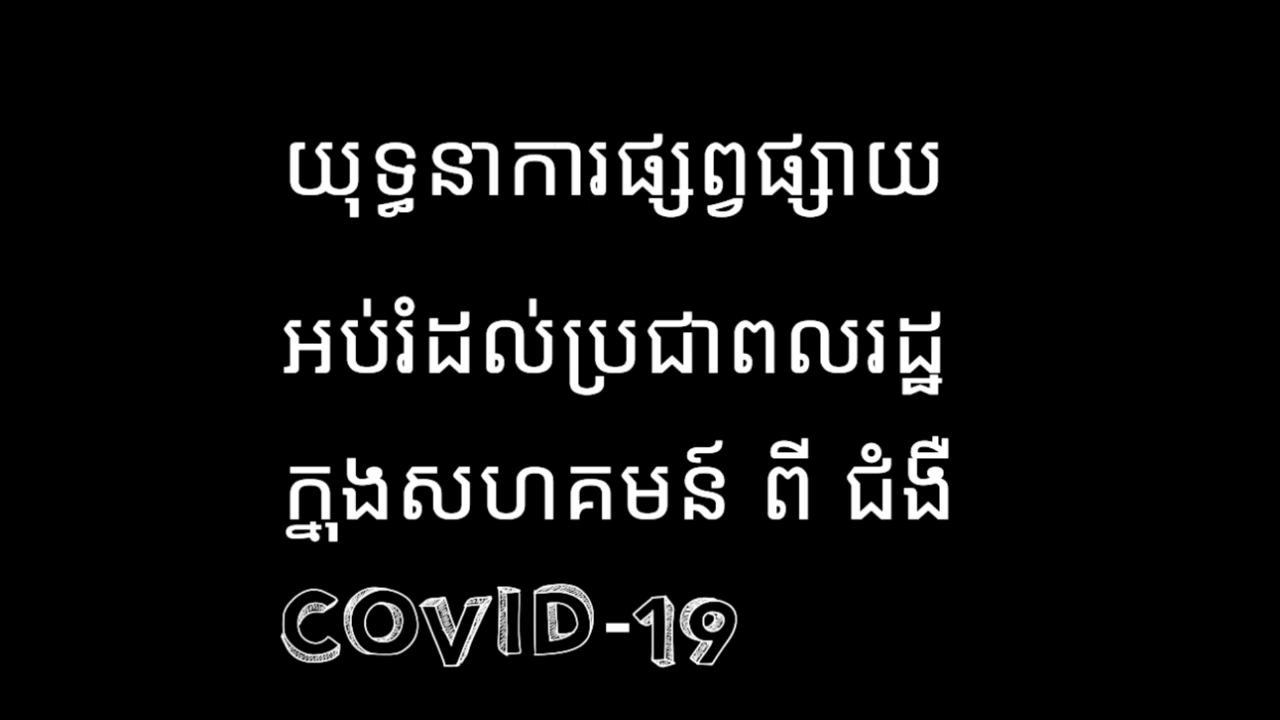 យុទ្ធនាការផ្សព្វផ្សាយ
អប់រំដល់ប្រជាពលរដ្ឋ
ក្នុងសហគមន៍ ពី ជំងឺ
COVID-19